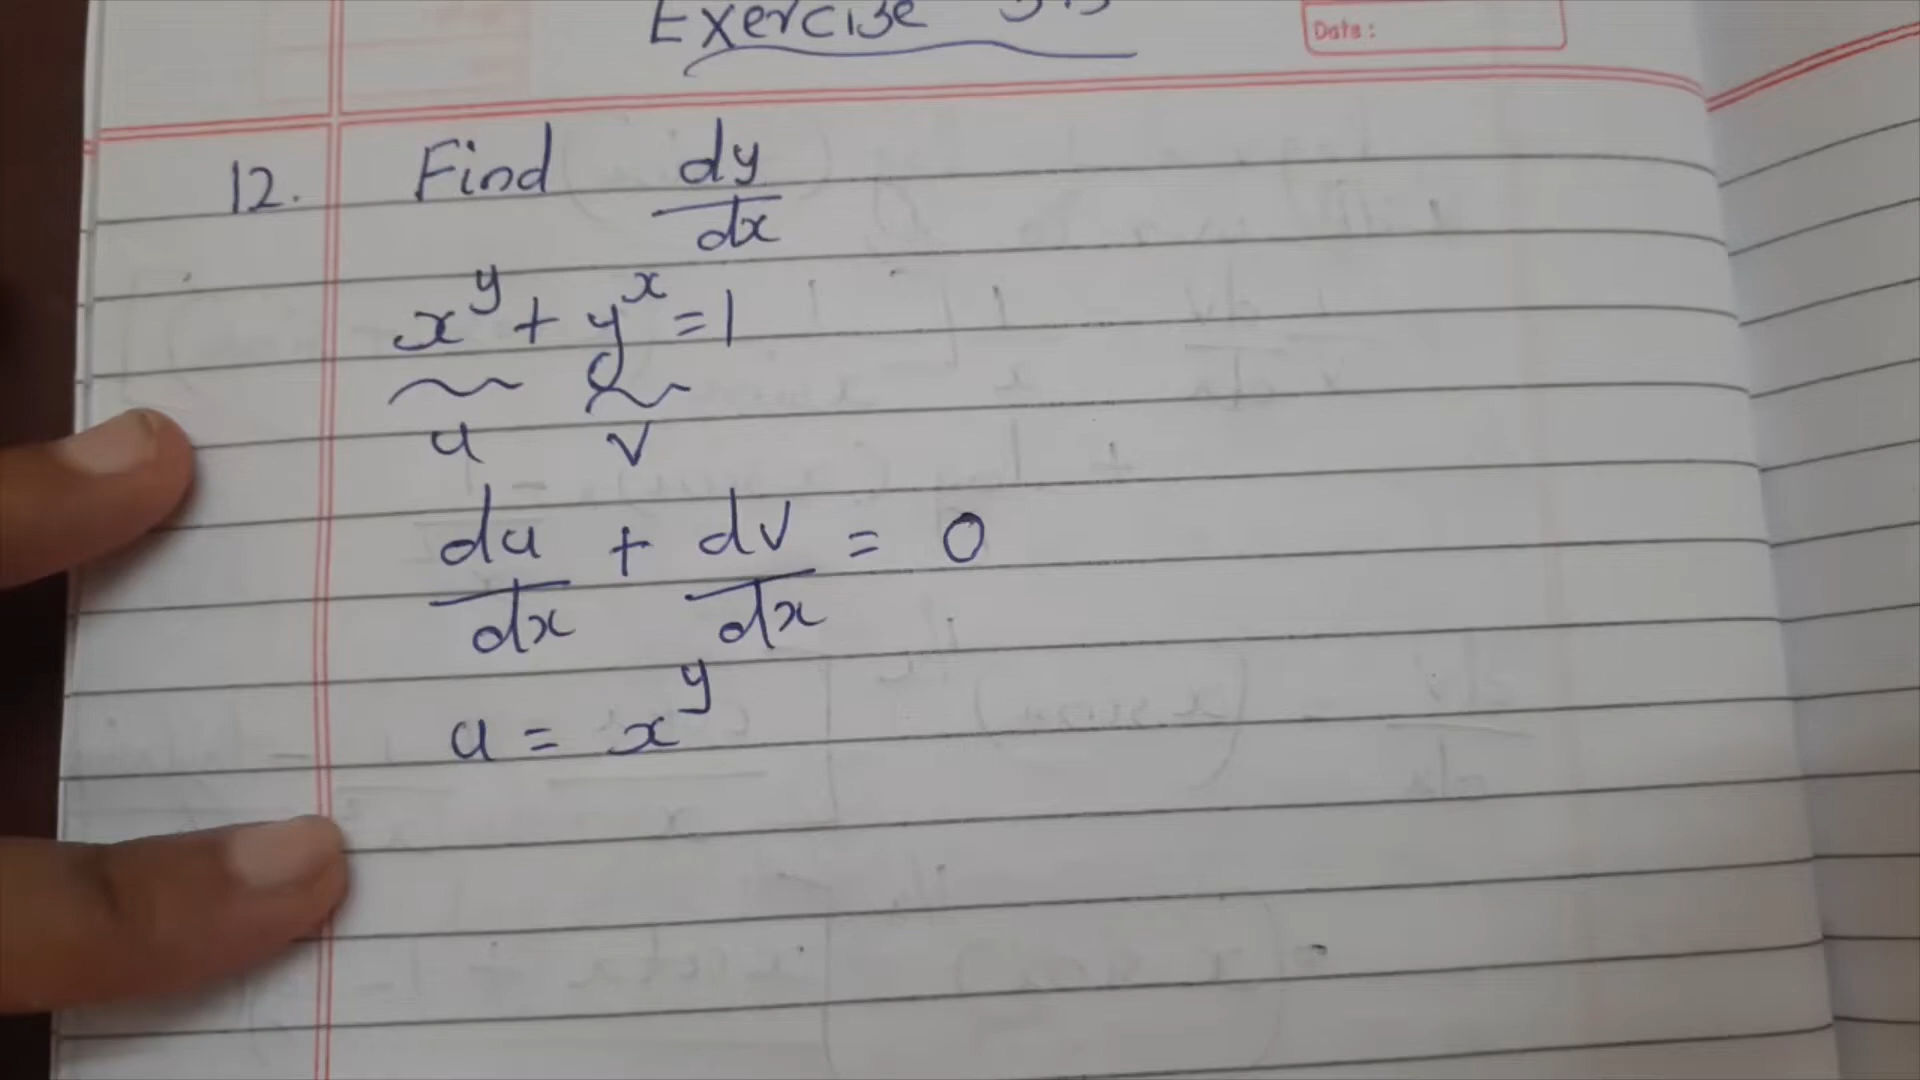 Exercise
Date:
12. Find dy/dx
x^y + y^x = 1
u v
du/dx + dv/dx = 0
u = x^y